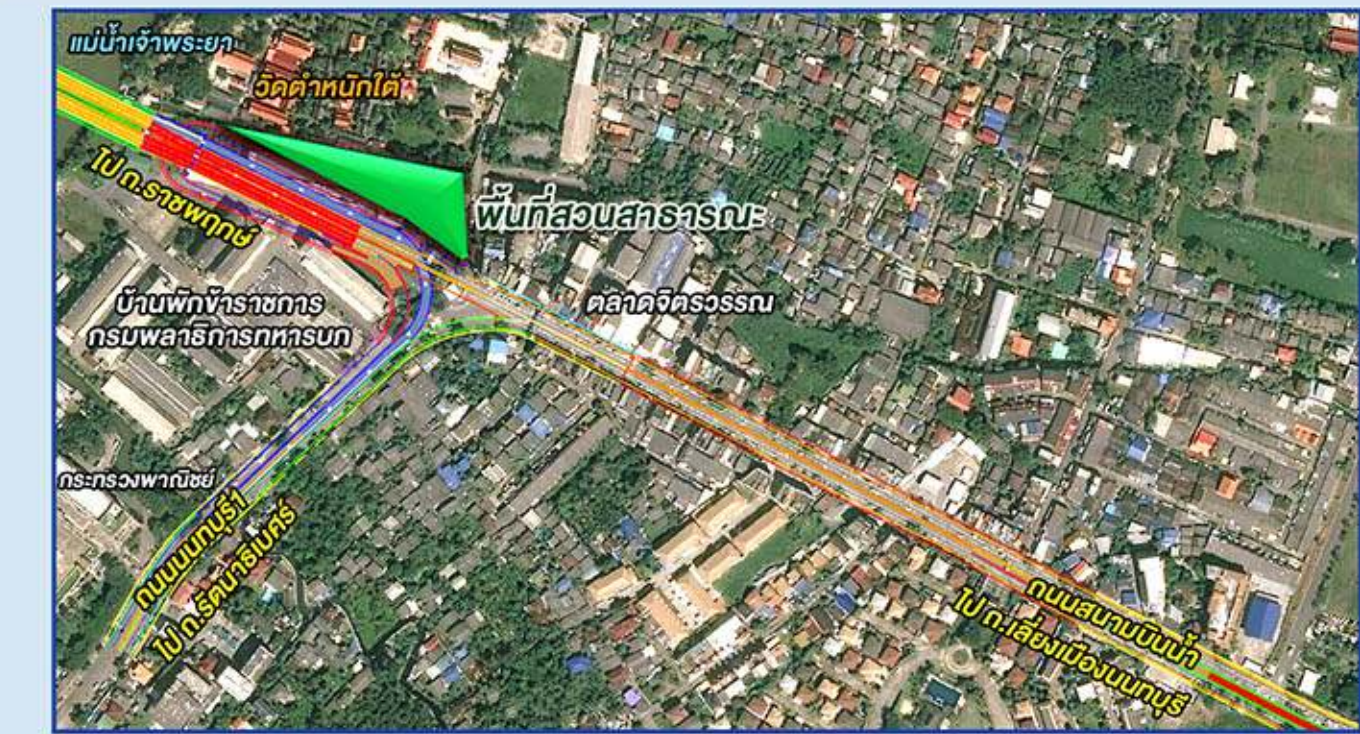 แม่น้ำเจ้าพระยา
วัดตำหนักใต้
ไป ถ.ราชพฤกษ์
พื้นที่สวนสาธารณะ
บ้านพักข้าราชการ
กรมพลาธิการทหารบก
ตลาดจิตรวรรณ
กระทรวงพาณิชย์
ถนนนนทบุรี1
ไป ถ.รัตนาธิเบศร์
ถนนสนามบินน้ำ
ไป ถ.เลี่ยงเมืองนนทบุรี